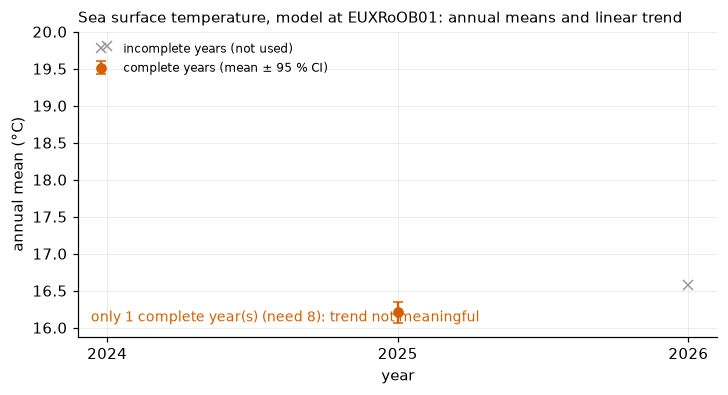 Sea surface temperature, model at EUXRoOB01: annual means and linear trend
20.0
19.5
19.0
18.5
18.0
17.5
17.0
16.5
16.0
annual mean (°C)
incomplete years (not used)
complete years (mean ± 95 % CI)
only 1 complete year(s) (need 8): trend not meaningful
2024
2025
2026
year